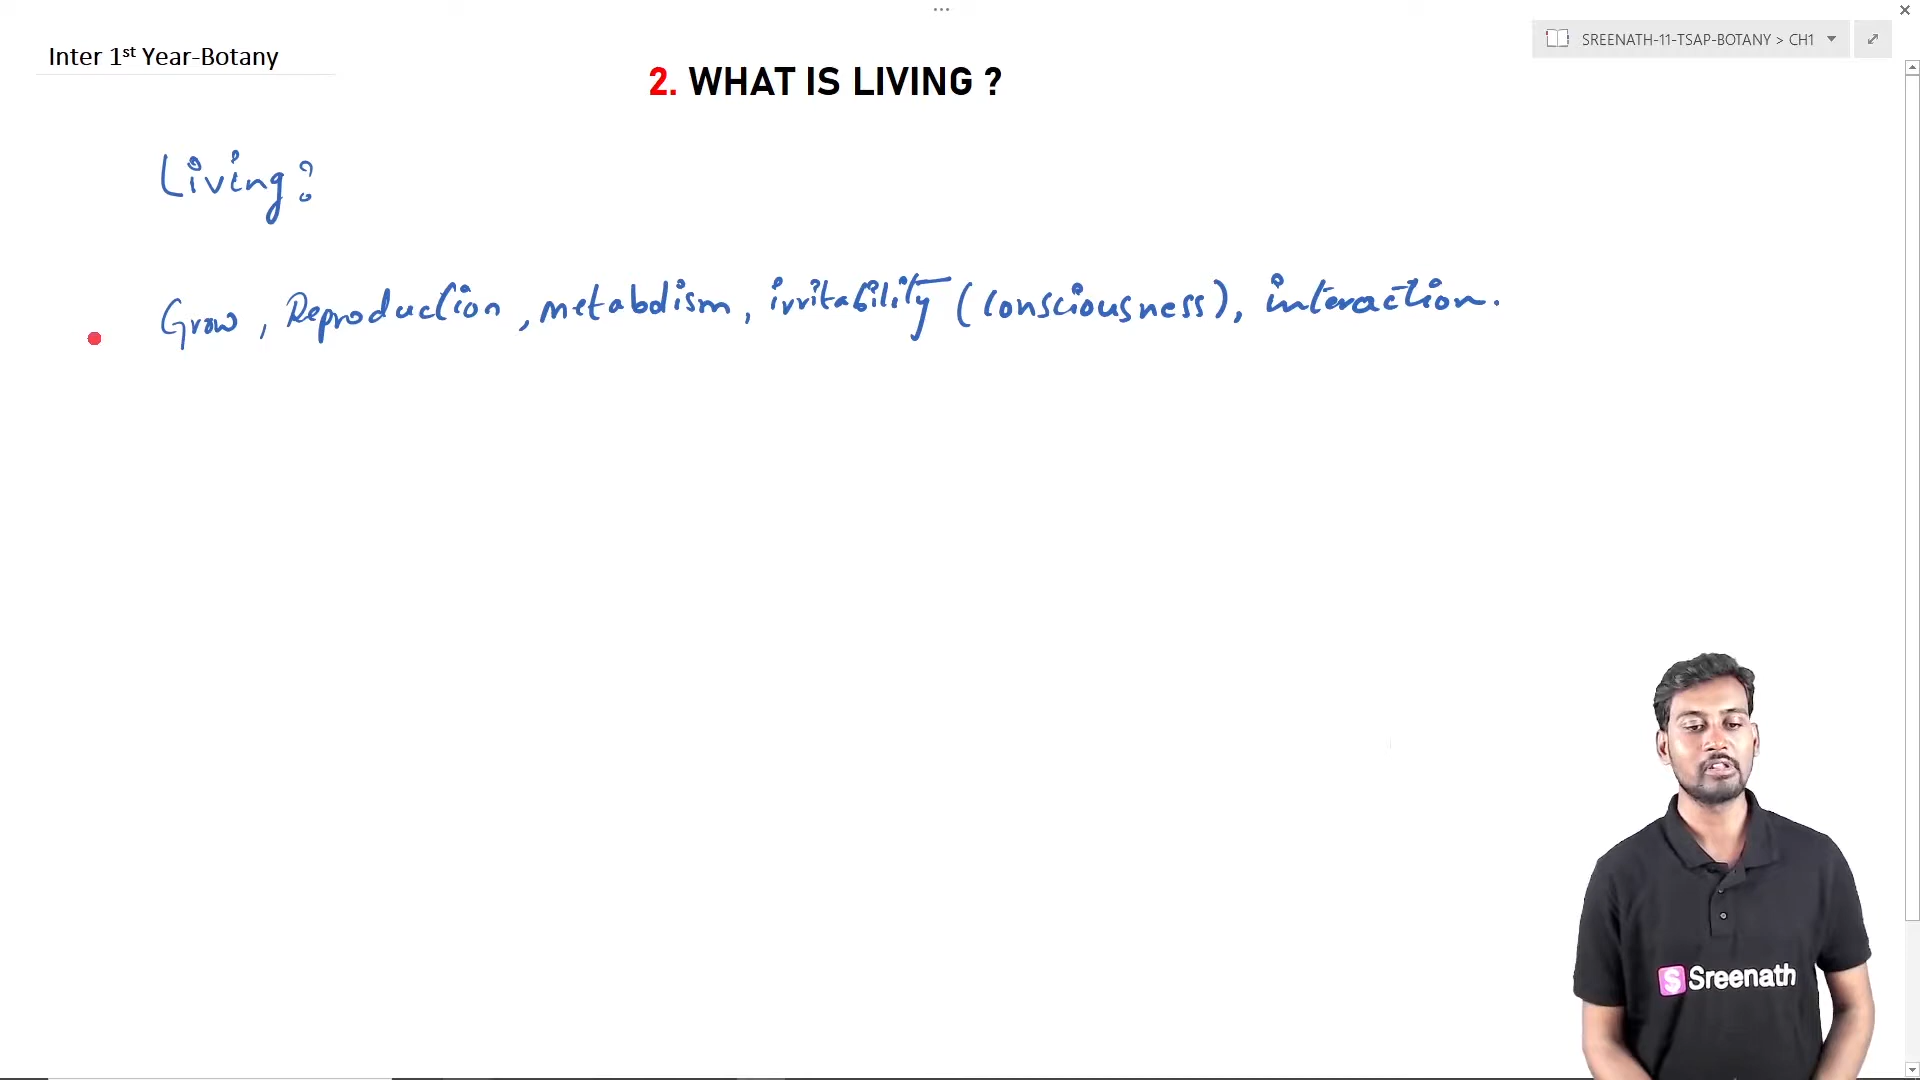 Inter 1st Year-Botany
SREENATH-11-TSAP-BOTANY > CH1
2. WHAT IS LIVING ?
Living?
Grow, Reproduction, metabolism, irritability (consciousness), interaction.
S Sreenath